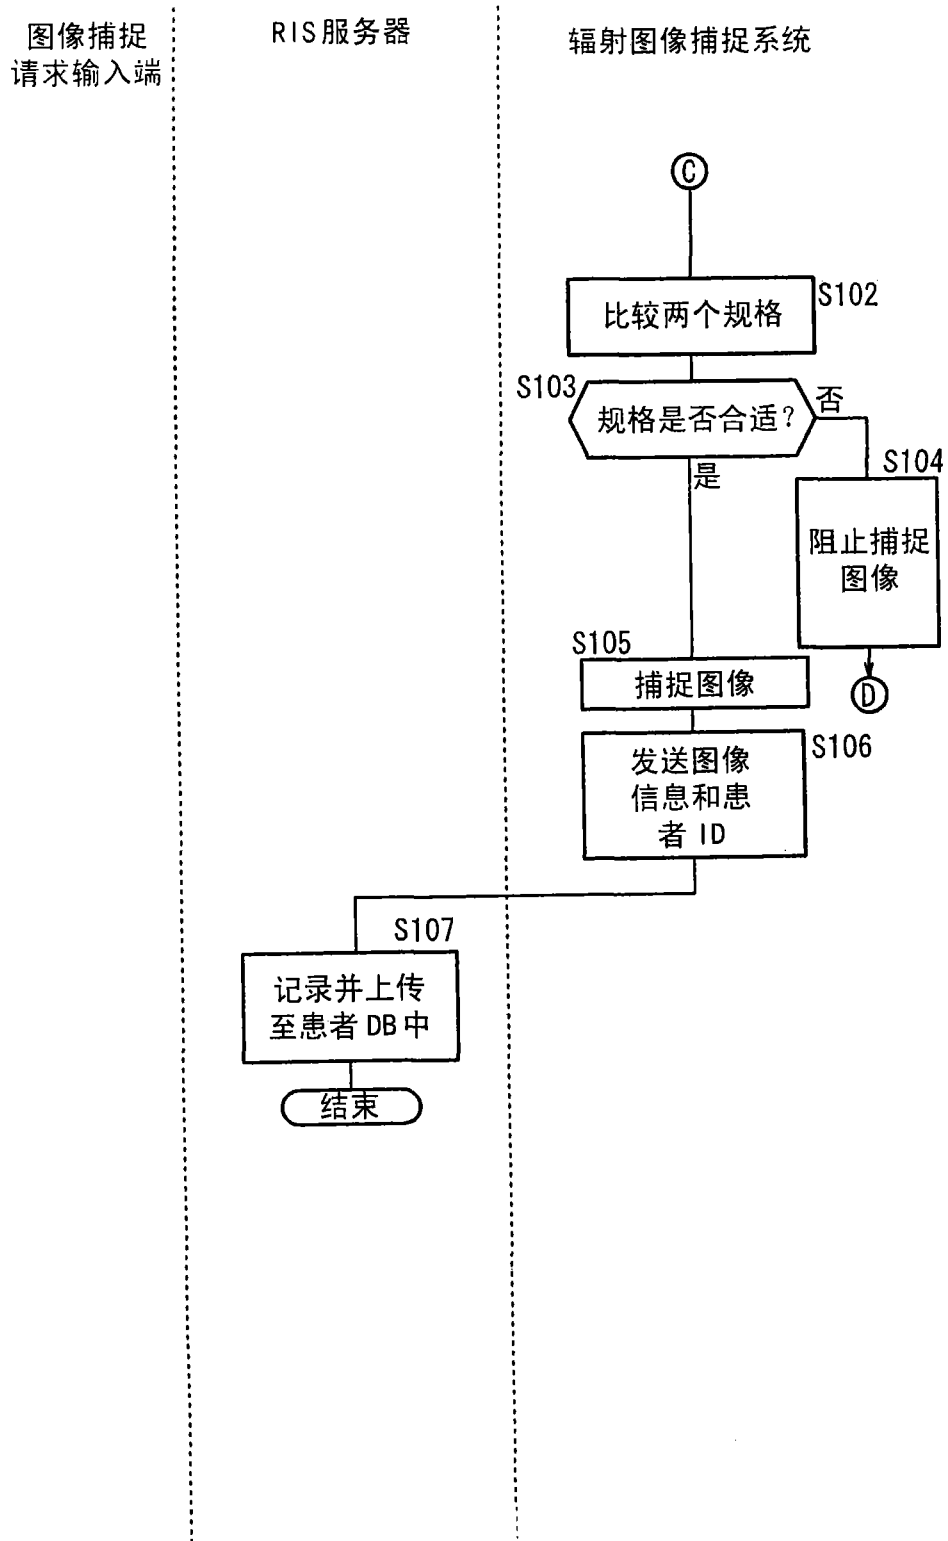 图像捕捉
请求输入端
RIS服务器
辐射图像捕捉系统
C
S102
比较两个规格
S103
规格是否合适?
否
是
S104
阻止捕捉
图像
D
S105
捕捉图像
S106
发送图像
信息和患
者 ID
S107
记录并上传
至患者 DB 中
结束